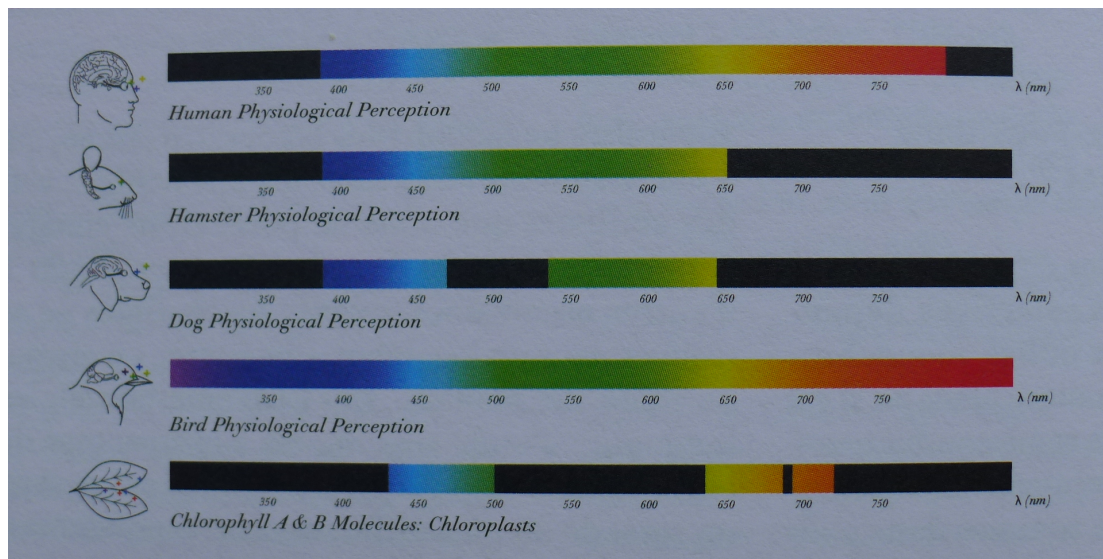 350 400 450 500 550 600 650 700 750 λ (nm)
Human Physiological Perception
350 400 450 500 550 600 650 700 750 λ (nm)
Hamster Physiological Perception
350 400 450 500 550 600 650 700 750 λ (nm)
Dog Physiological Perception
350 400 450 500 550 600 650 700 750 λ (nm)
Bird Physiological Perception
350 400 450 500 550 600 650 700 750 λ (nm)
Chlorophyll A & B Molecules: Chloroplasts